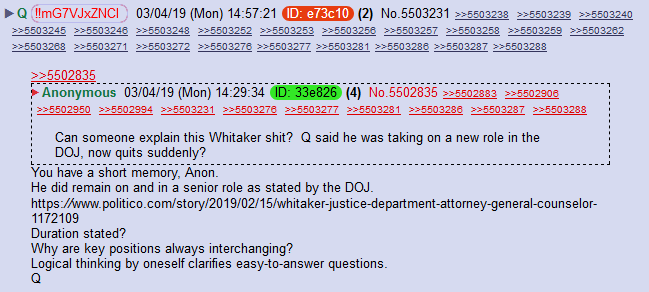 ▶ Q !!mG7VJxZNCI 03/04/19 (Mon) 14:57:21 ID: e73c10 (2) No.5503231 >>5503238 >>5503239 >>5503240
>>5503245 >>5503246 >>5503248 >>5503252 >>5503253 >>5503256 >>5503257 >>5503258 >>5503259 >>5503262
>>5503268 >>5503271 >>5503272 >>5503276 >>5503277 >>5503281 >>5503286 >>5503287 >>5503288
>>5502835
▶ Anonymous 03/04/19 (Mon) 14:29:34 ID: 33e826 (4) No.5502835 >>5502883 >>5502906
>>5502950 >>5502994 >>5503231 >>5503276 >>5503277 >>5503281 >>5503286 >>5503287 >>5503288
Can someone explain this Whitaker shit? Q said he was taking on a new role in the
DOJ, now quits suddenly?
You have a short memory, Anon.
He did remain on and in a senior role as stated by the DOJ.
https://www.politico.com/story/2019/02/15/whitaker-justice-department-attorney-general-counselor-
1172109
Duration stated?
Why are key positions always interchanging?
Logical thinking by oneself clarifies easy-to-answer questions.
Q